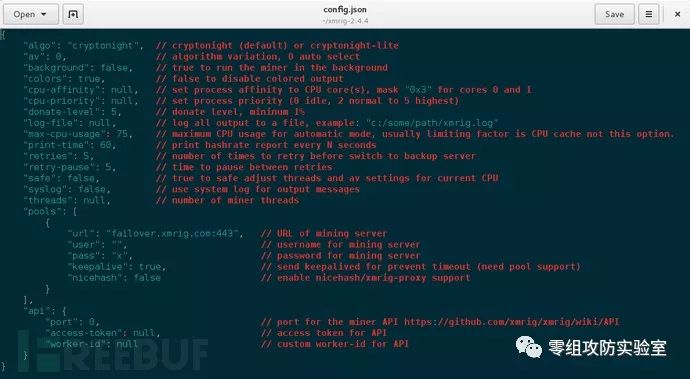 Open
config.json
~/xmrig-2.4.4
Save
{
"algo": "cryptonight", // cryptonight (default) or cryptonight-lite
"av": 0, // algorithm variation, 0 auto select
"background": false, // true to run the miner in the background
"colors": true, // false to disable colored output
"cpu-affinity": null, // set process affinity to CPU core(s), mask "0x3" for cores 0 and 1
"cpu-priority": null, // set process priority (0 idle, 2 normal to 5 highest)
"donate-level": 5, // donate level, mininum 1%
"log-file": null, // log all output to a file, example: "c:/some/path/xmrig.log"
"max-cpu-usage": 75, // maximum CPU usage for automatic mode, usually limiting factor is CPU cache not this option.
"print-time": 60, // print hashrate report every N seconds
"retries": 5, // number of times to retry before switch to backup server
"retry-pause": 5, // time to pause between retries
"safe": false, // true to safe adjust threads and av settings for current CPU
"syslog": false, // use system log for output messages
"threads": null, // number of miner threads
"pools": [
{
"url": "failover.xmrig.com:443", // URL of mining server
"user": "", // username for mining server
"pass": "x", // password for mining server
"keepalive": true, // send keepalived for prevent timeout (need pool support)
"nicehash": false // enable nicehash/xmrig-proxy support
}
],
"api": {
"port": 0, // port for the miner API https://github.com/xmrig/xmrig/wiki/API
"access-token": null, // access token for API
"worker-id": null // custom worker-id for API
}
}
FREEBUF
零组攻防实验室